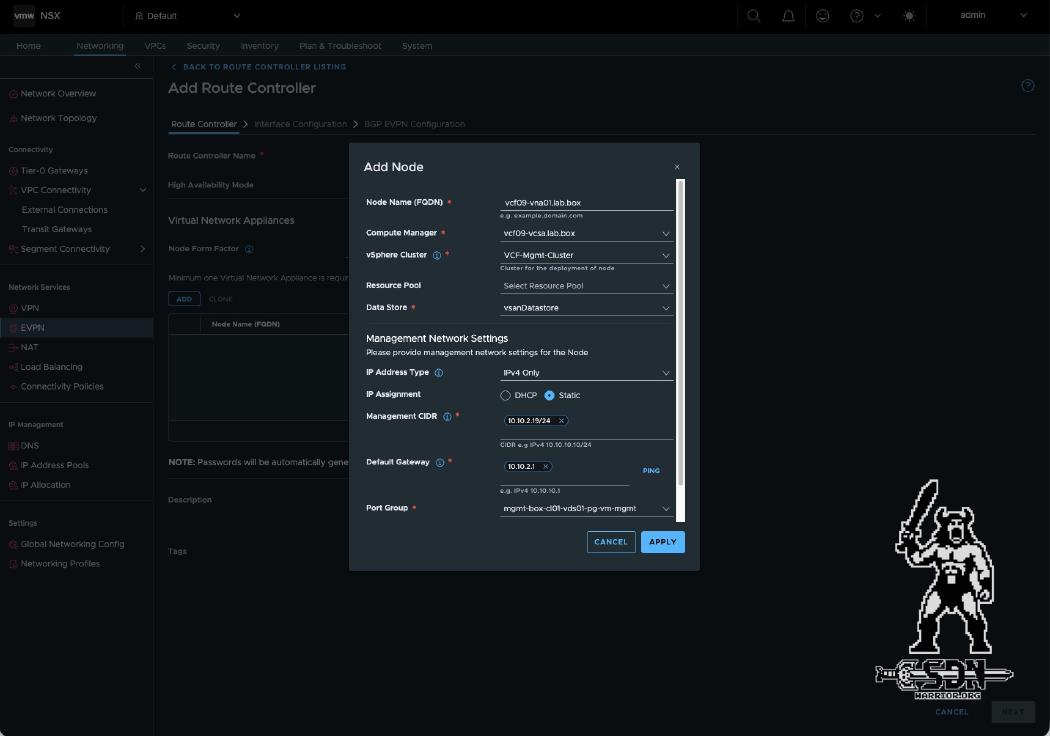 vmw NSX
Default
admin
Home Networking VPCs Security Inventory Plan & Troubleshoot System
BACK TO ROUTE CONTROLLER LISTING
Add Route Controller
Route Controller > Interface Configuration > BGP EVPN Configuration
Network Overview
Network Topology
Connectivity
Tier-0 Gateways
VPC Connectivity
External Connections
Transit Gateways
Segment Connectivity
Network Services
VPN
EVPN
NAT
Load Balancing
Connectivity Policies
IP Management
DNS
IP Address Pools
IP Allocation
Settings
Global Networking Config
Networking Profiles
Route Controller Name *
High Availability Mode
Virtual Network Appliances
Node Form Factor
Minimum one Virtual Network Appliance is requir
ADD CLONE
Node Name (FQDN)
NOTE: Passwords will be automatically gene
Description
Tags
Add Node
Node Name (FQDN) * vcf09-vna01.lab.box
e.g. example.domain.com
Compute Manager * vcf09-vcsa.lab.box
vSphere Cluster * VCF-Mgmt-Cluster
Cluster for the deployment of node
Resource Pool Select Resource Pool
Data Store * vsanDatastore
Management Network Settings
Please provide management network settings for the Node
IP Address Type IPv4 Only
IP Assignment DHCP Static
Management CIDR * 10.10.2.19/24
CIDR e.g IPv4 10.10.10.10/24
Default Gateway * 10.10.2.1
PING
e.g. IPv4 10.10.10.1
Port Group * mgmt-box-cl01-vds01-pg-vm-mgmt
CANCEL APPLY
SDN
WARRIOR.ORG
CANCEL NEXT